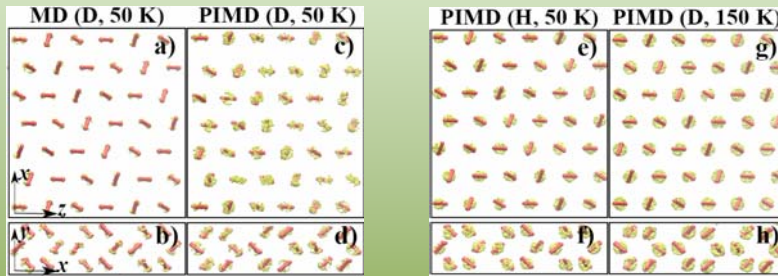 MD (D, 50 K) PIMD (D, 50 K) PIMD (H, 50 K) PIMD (D, 150 K)
a) c) e) g)
x
z
b) d) f) h)
y
x